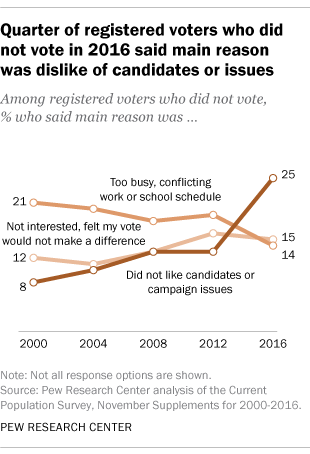 Quarter of registered voters who did
not vote in 2016 said main reason
was dislike of candidates or issues
Among registered voters who did not vote,
% who said main reason was ...
25
Too busy, conflicting
work or school schedule
21
Not interested, felt my vote
would not make a difference
15
12
14
Did not like candidates or
campaign issues
8
2000 2004 2008 2012 2016
Note: Not all response options are shown.
Source: Pew Research Center analysis of the Current
Population Survey, November Supplements for 2000-2016.
PEW RESEARCH CENTER